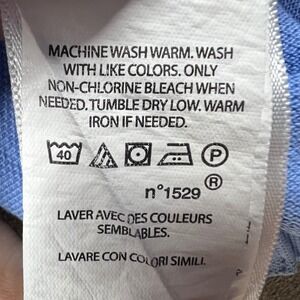 MACHINE WASH WARM. WASH
WITH LIKE COLORS. ONLY
NON-CHLORINE BLEACH WHEN
NEEDED. TUMBLE DRY LOW. WARM
IRON IF NEEDED.
40 P
n°1529 ®
LAVER AVEC DES COULEURS
SEMBLABLES.
LAVARE CON COLORI SIMILI.